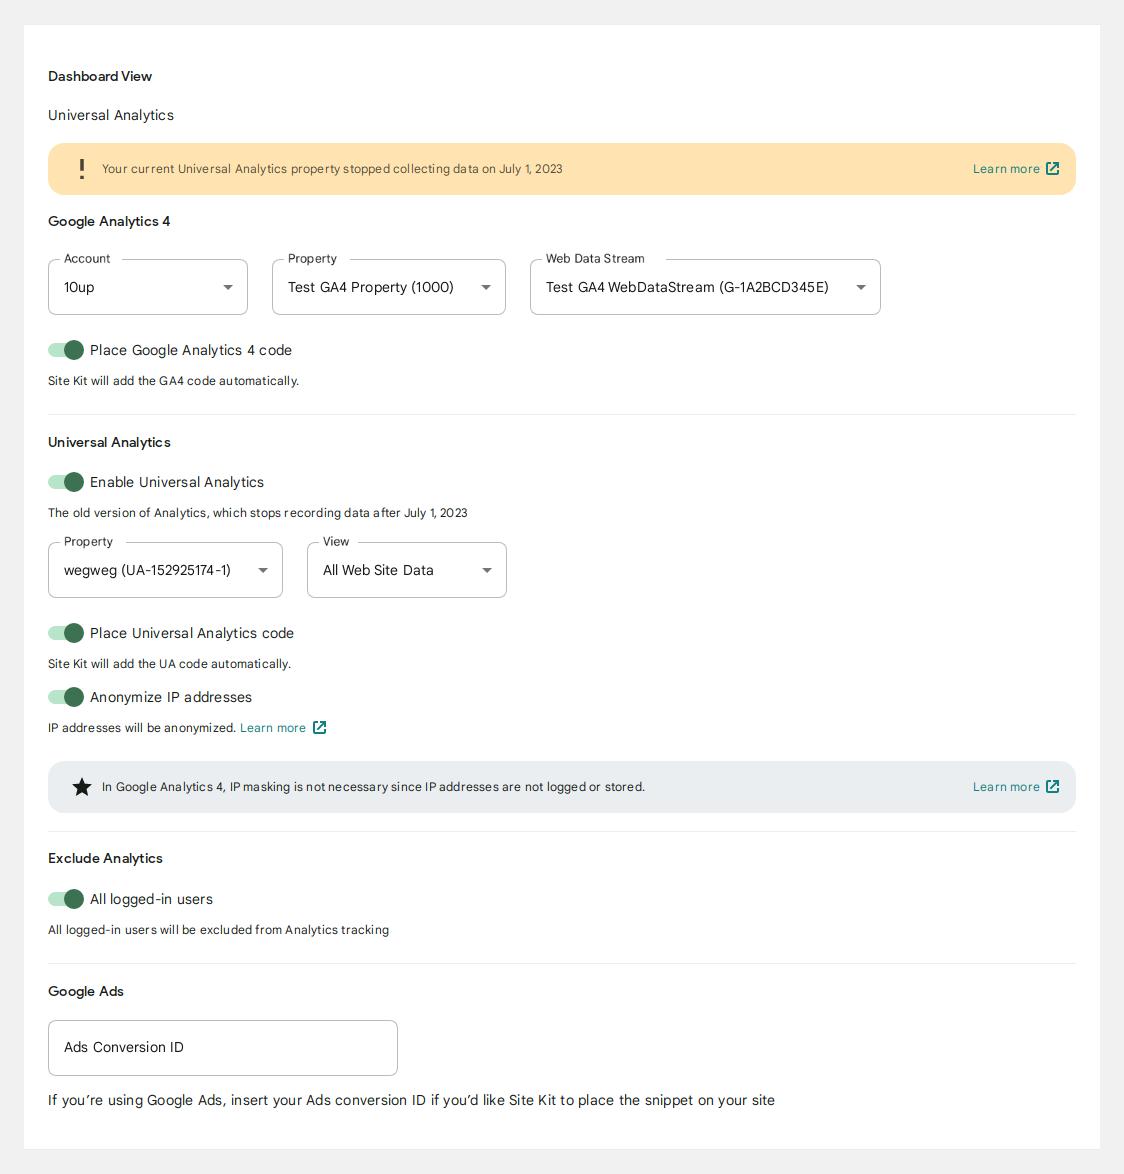 Dashboard View
Universal Analytics
Your current Universal Analytics property stopped collecting data on July 1, 2023
Learn more
Google Analytics 4
Account
10up
Property
Test GA4 Property (1000)
Web Data Stream
Test GA4 WebDataStream (G-1A2BCD345E)
Place Google Analytics 4 code
Site Kit will add the GA4 code automatically.
Universal Analytics
Enable Universal Analytics
The old version of Analytics, which stops recording data after July 1, 2023
Property
wegweg (UA-152925174-1)
View
All Web Site Data
Place Universal Analytics code
Site Kit will add the UA code automatically.
Anonymize IP addresses
IP addresses will be anonymized. Learn more
In Google Analytics 4, IP masking is not necessary since IP addresses are not logged or stored.
Learn more
Exclude Analytics
All logged-in users
All logged-in users will be excluded from Analytics tracking
Google Ads
Ads Conversion ID
If you’re using Google Ads, insert your Ads conversion ID if you’d like Site Kit to place the snippet on your site